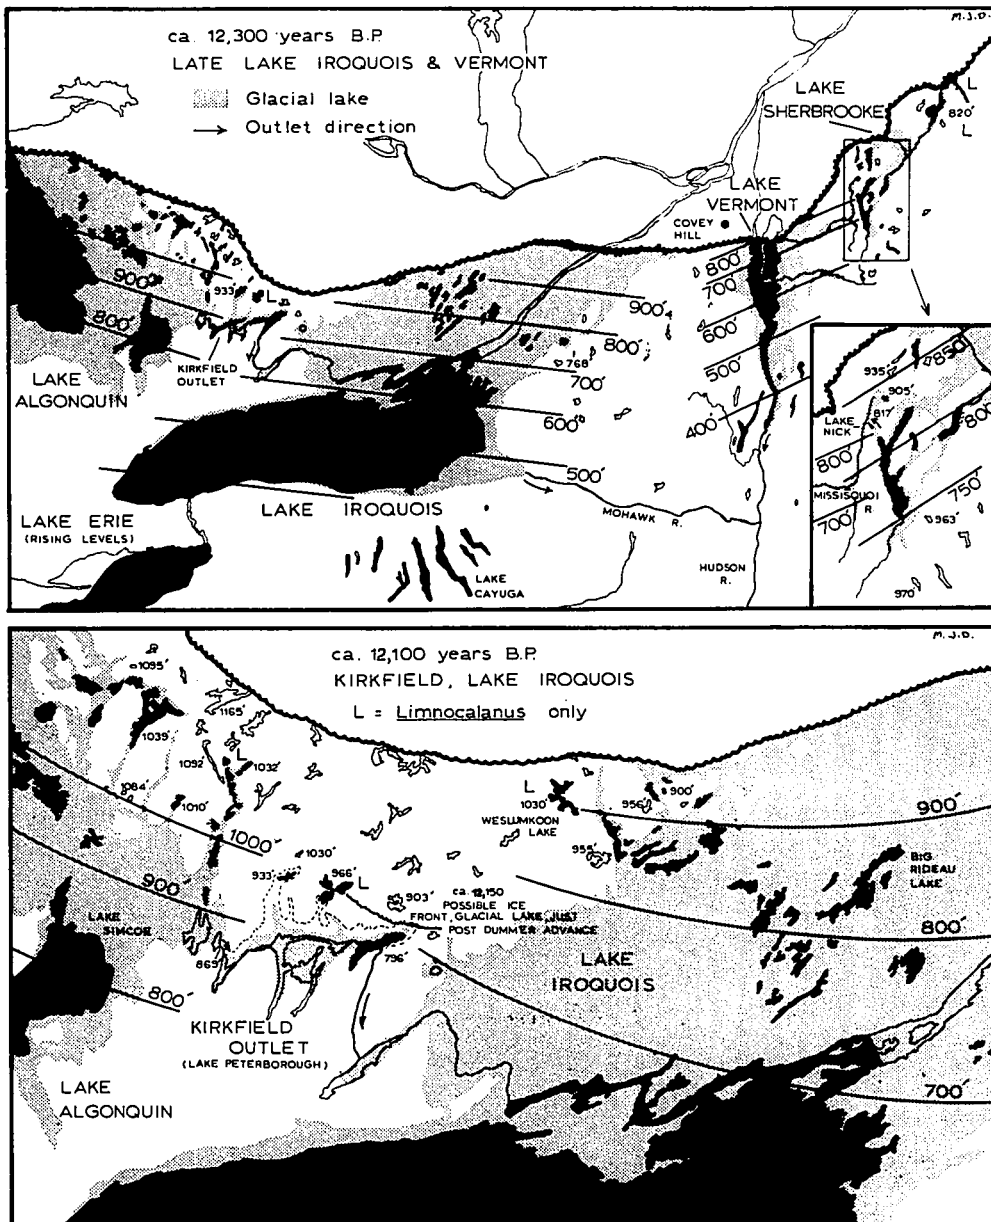 M.J.D.
ca. 12,300 years B.P.
LATE LAKE IROQUOIS & VERMONT
Glacial lake
→ Outlet direction
LAKE
SHERBROOKE
L
820'
L
LAKE
VERMONT
COVEY
HILL
800'
700'
600'
500'
400'
900'
933'
L
800'
KIRKFIELD
OUTLET
LAKE
ALGONQUIN
900'
800'
768'
700'
600'
500'
LAKE IROQUOIS
MOHAWK R.
LAKE ERIE
(RISING LEVELS)
LAKE
CAYUGA
HUDSON
R.
935'
850'
905'
817'
LAKE
NICK
800'
800'
MISSISQUOI
R.
750'
700'
963'
970'
M.J.D.
ca. 12,100 years B.P.
KIRKFIELD, LAKE IROQUOIS
L = Limnocalanus only
1095'
1165'
1039'
1092'
L
1032'
1084'
1010'
1000'
L
1030'
WESLEMKOON
LAKE
956'
900'
900'
955'
1030'
933'
966'
L
903'
ca. 12,150
POSSIBLE ICE
FRONT, GLACIAL LAKE, JUST
POST DUMMER ADVANCE
900'
BIG
RIDEAU
LAKE
800'
LAKE
SIMCOE
869'
796'
LAKE
IROQUOIS
800'
KIRKFIELD
OUTLET
(LAKE PETERBOROUGH)
LAKE
ALGONQUIN
700'